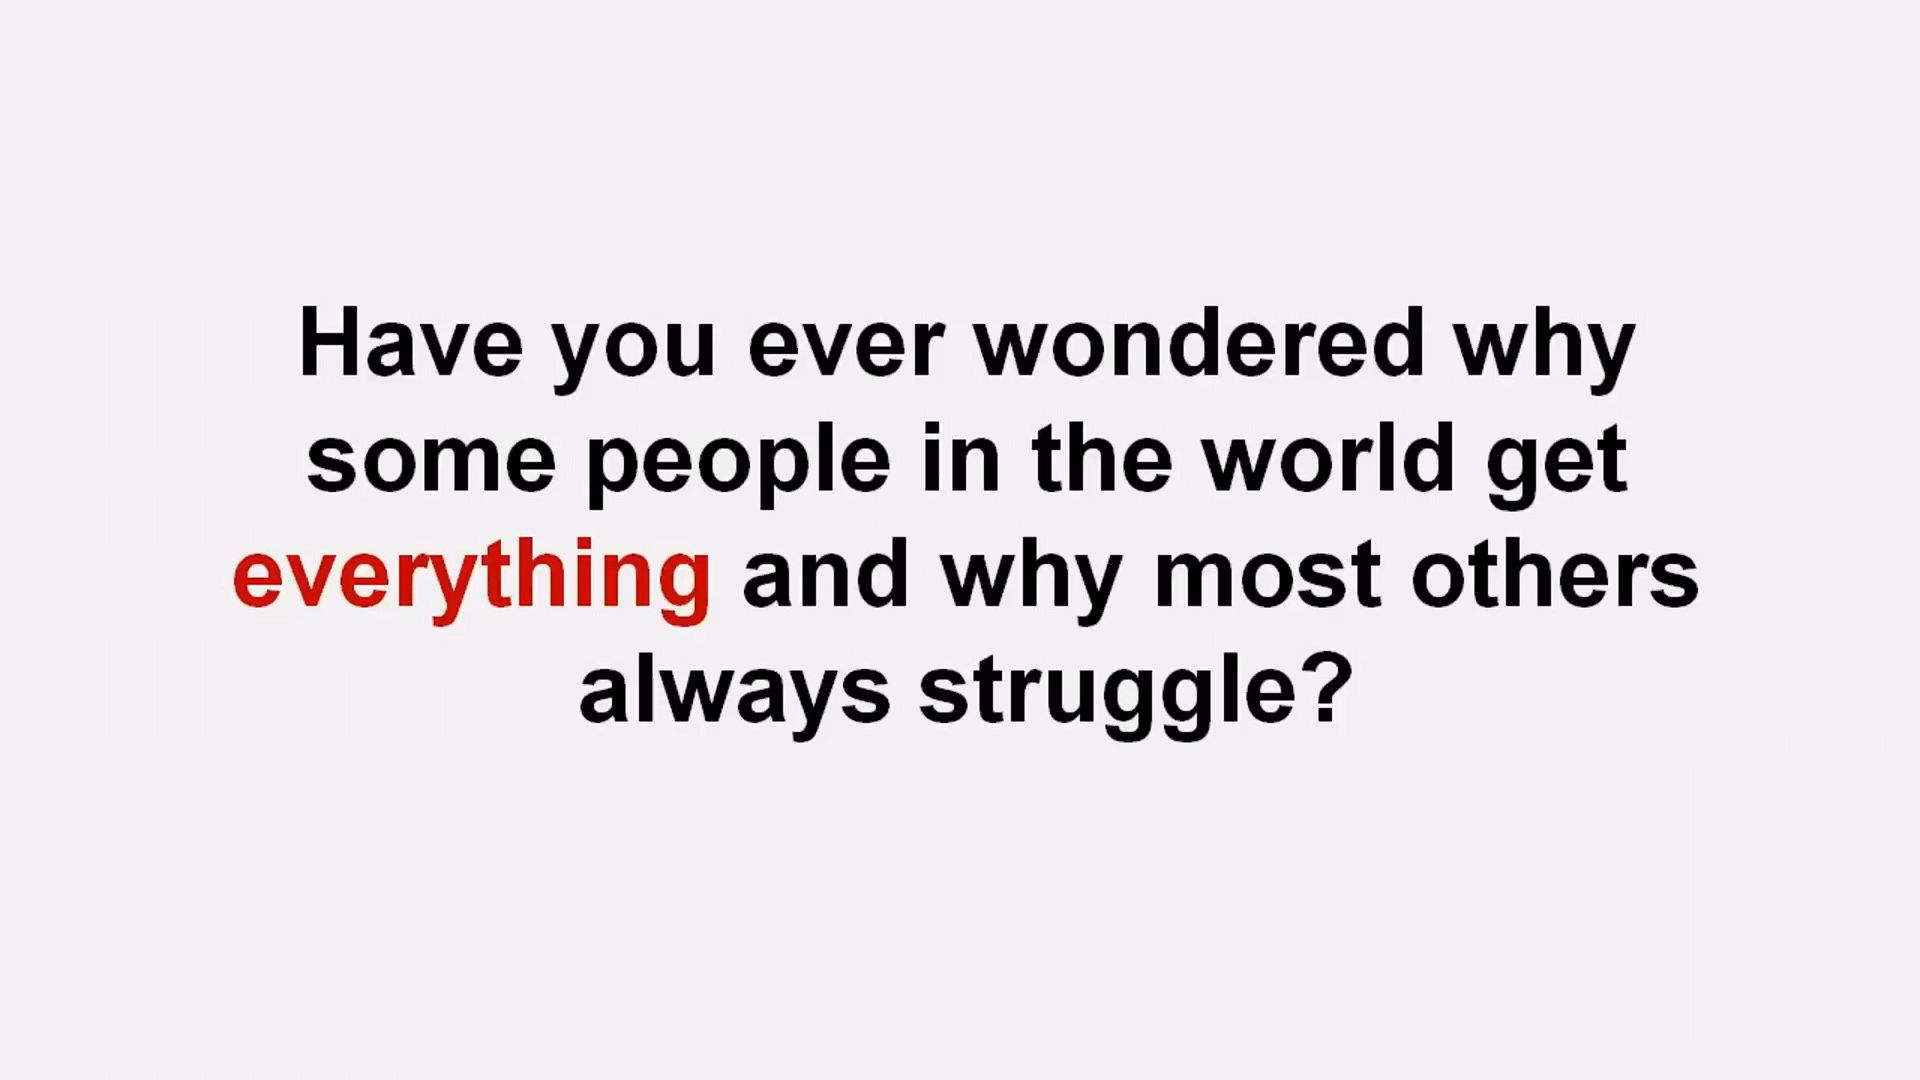 Have you ever wondered why
some people in the world get
everything and why most others
always struggle?